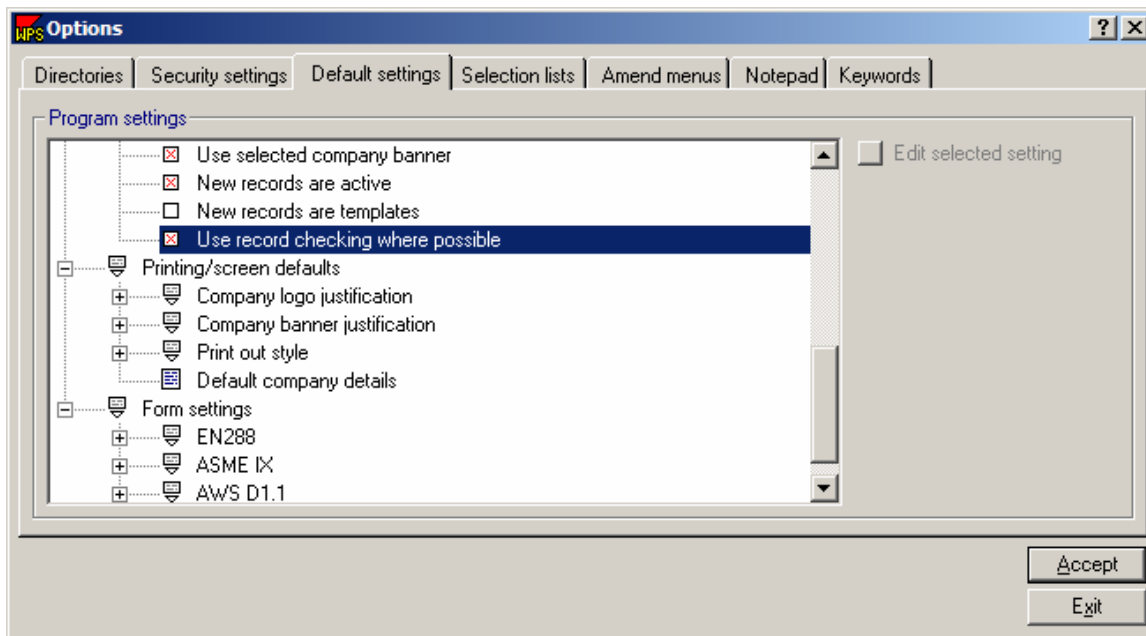 WPS Options
Directories Security settings Default settings Selection lists Amend menus Notepad Keywords
Program settings
Use selected company banner
Edit selected setting
New records are active
New records are templates
Use record checking where possible
Printing/screen defaults
Company logo justification
Company banner justification
Print out style
Default company details
Form settings
EN288
ASME IX
AWS D1.1
Accept
Exit